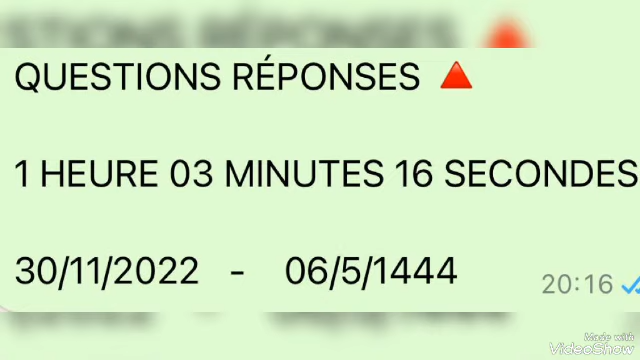 QUESTIONS RÉPONSES 🔺
1 HEURE 03 MINUTES 16 SECONDES
30/11/2022 - 06/5/1444
20:16
Made with
VideoShow